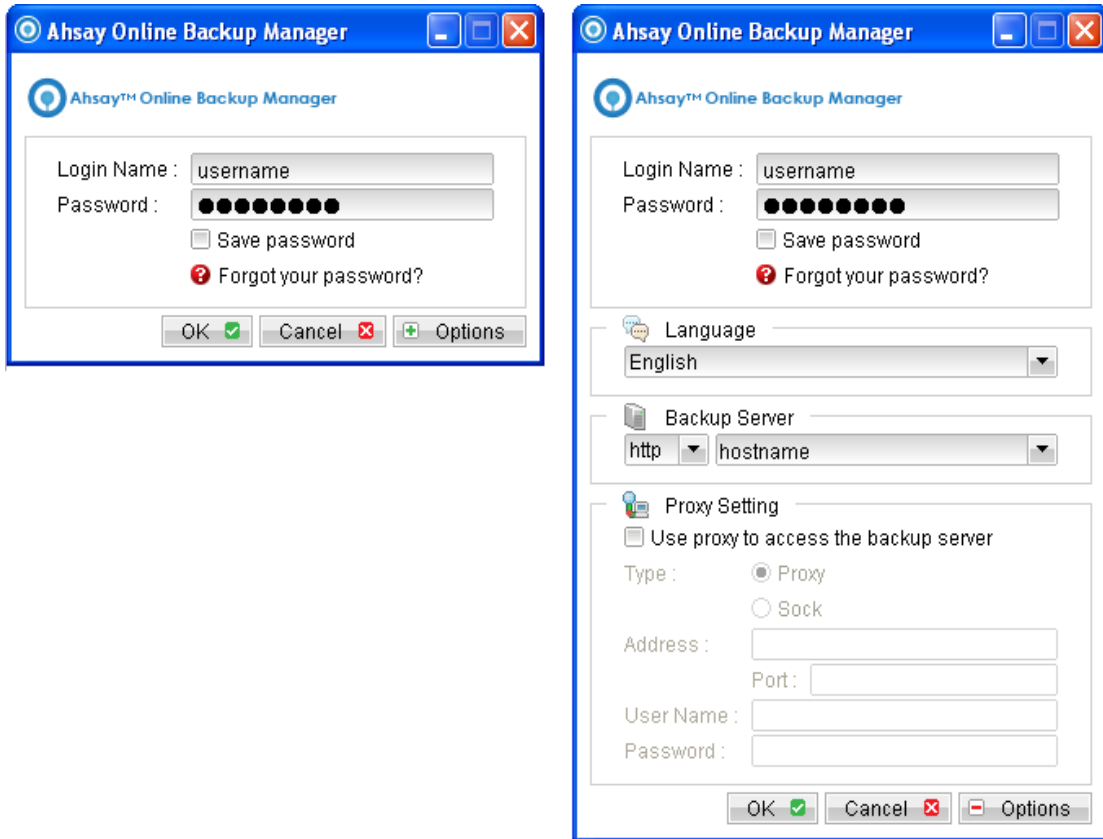 Ahsay Online Backup Manager
Ahsay™ Online Backup Manager
Login Name : username
Password : ●●●●●●●●
Save password
Forgot your password?
OK Cancel Options
Ahsay Online Backup Manager
Ahsay™ Online Backup Manager
Login Name : username
Password : ●●●●●●●●
Save password
Forgot your password?
Language
English
Backup Server
http hostname
Proxy Setting
Use proxy to access the backup server
Type : Proxy
Sock
Address :
Port :
User Name :
Password :
OK Cancel Options